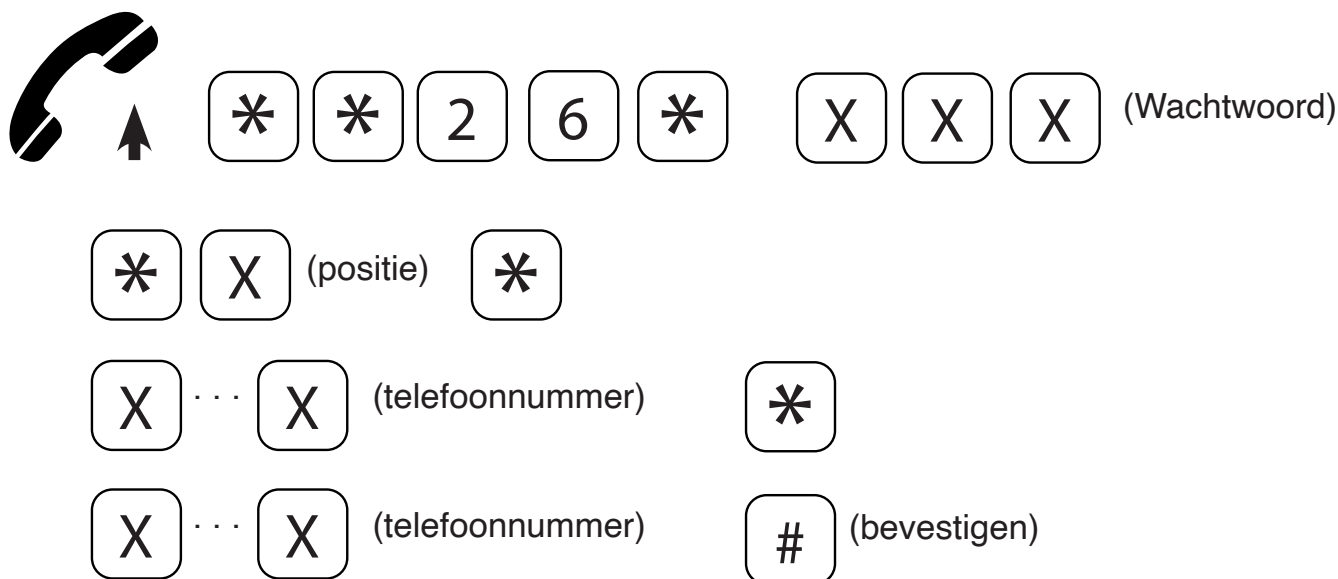 * * 2 6 * X X X (Wachtwoord)
* X (positie) *
X ... X (telefoonnummer) *
X ... X (telefoonnummer) # (bevestigen)